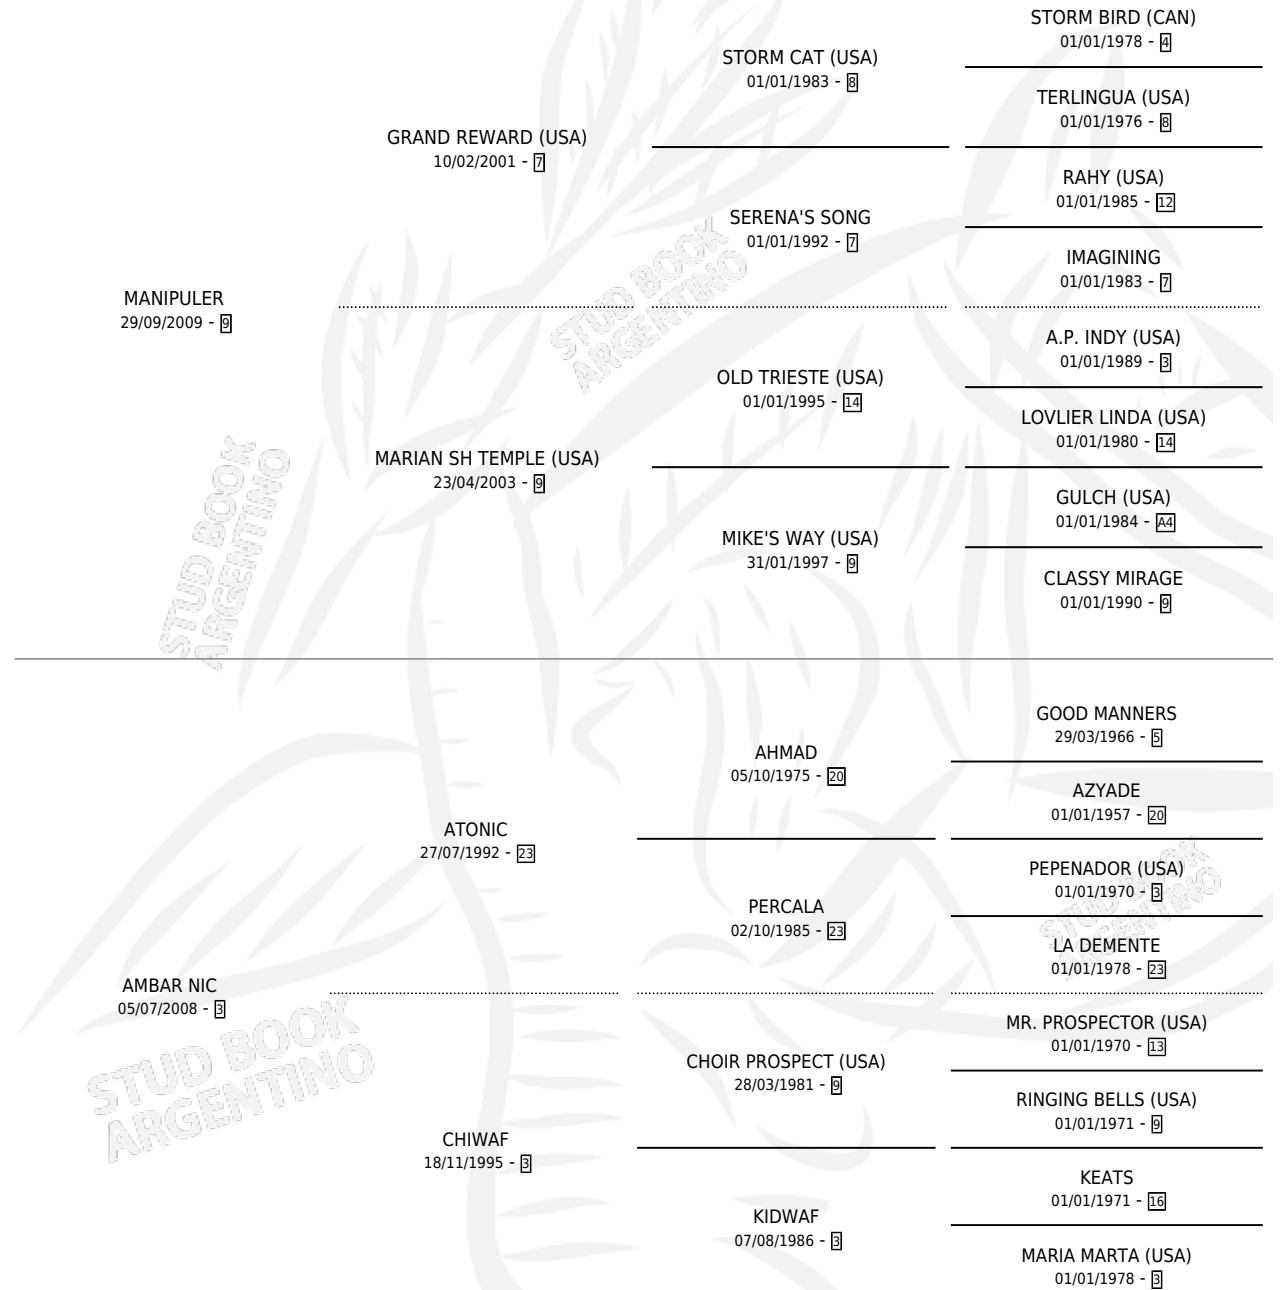 STORM BIRD (CAN)
01/01/1978 - 4
STORM CAT (USA)
01/01/1983 - 8
TERLINGUA (USA)
01/01/1976 - 8
GRAND REWARD (USA)
10/02/2001 - 7
RAHY (USA)
01/01/1985 - 12
SERENA'S SONG
01/01/1992 - 7
IMAGINING
01/01/1983 - 7
MANIPULER
29/09/2009 - 9
A.P. INDY (USA)
01/01/1989 - 3
OLD TRIESTE (USA)
01/01/1995 - 14
LOVLIER LINDA (USA)
01/01/1980 - 14
MARIAN SH TEMPLE (USA)
23/04/2003 - 9
GULCH (USA)
01/01/1984 - A4
MIKE'S WAY (USA)
31/01/1997 - 9
CLASSY MIRAGE
01/01/1990 - 9
GOOD MANNERS
29/03/1966 - 5
AHMAD
05/10/1975 - 20
AZYADE
01/01/1957 - 20
ATONIC
27/07/1992 - 23
PEPENADOR (USA)
01/01/1970 - 3
PERCALA
02/10/1985 - 23
LA DEMENTE
01/01/1978 - 23
AMBAR NIC
05/07/2008 - 3
MR. PROSPECTOR (USA)
01/01/1970 - 13
CHOIR PROSPECT (USA)
28/03/1981 - 9
RINGING BELLS (USA)
01/01/1971 - 9
CHIWAF
18/11/1995 - 3
KEATS
01/01/1971 - 16
KIDWAF
07/08/1986 - 3
MARIA MARTA (USA)
01/01/1978 - 3
STUD BOOK
ARGENTINO
STUD BOOK
ARGENTINO
STUD BOOK
ARGENTINO
STUD BOOK
ARGENTINO